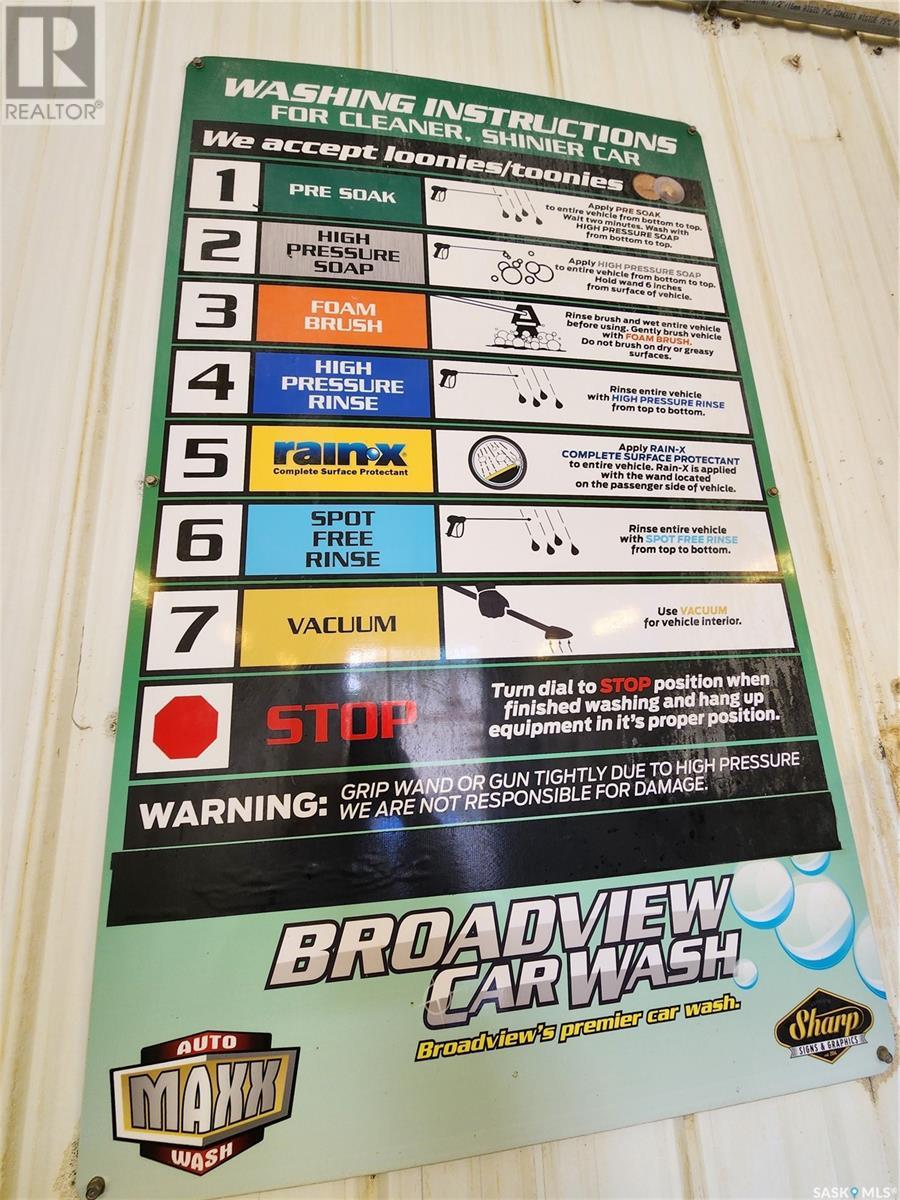 REALTOR®
WASHING INSTRUCTIONS
FOR CLEANER, SHINIER CAR
We accept loonies/toonies
1
PRE SOAK
Apply PRE SOAK
to entire vehicle from bottom to top.
Wait two minutes. Wash with
HIGH PRESSURE SOAP
from bottom to top.
2
HIGH
PRESSURE
SOAP
Apply HIGH PRESSURE SOAP
to entire vehicle from bottom to top.
Hold wand 6 inches
from surface of vehicle.
3
FOAM
BRUSH
Rinse brush and wet entire vehicle
before using. Gently brush vehicle
with FOAM BRUSH.
Do not brush on dry or greasy
surfaces.
4
HIGH
PRESSURE
RINSE
Rinse entire vehicle
with HIGH PRESSURE RINSE
from top to bottom.
5
rain-x®
Complete Surface Protectant
Apply RAIN-X
COMPLETE SURFACE PROTECTANT
to entire vehicle. Rain-X is applied
with the wand located
on the passenger side of vehicle.
6
SPOT
FREE
RINSE
Rinse entire vehicle
with SPOT FREE RINSE
from top to bottom.
7
VACUUM
Use VACUUM
for vehicle interior.
STOP
Turn dial to STOP position when
finished washing and hang up
equipment in it's proper position.
WARNING:
GRIP WAND OR GUN TIGHTLY DUE TO HIGH PRESSURE
WE ARE NOT RESPONSIBLE FOR DAMAGE.
BROADVIEW
CAR WASH
Broadview's premier car wash.
AUTO
MAXX
WASH
Sharp
SIGNS & GRAPHICS
SASK MLS®